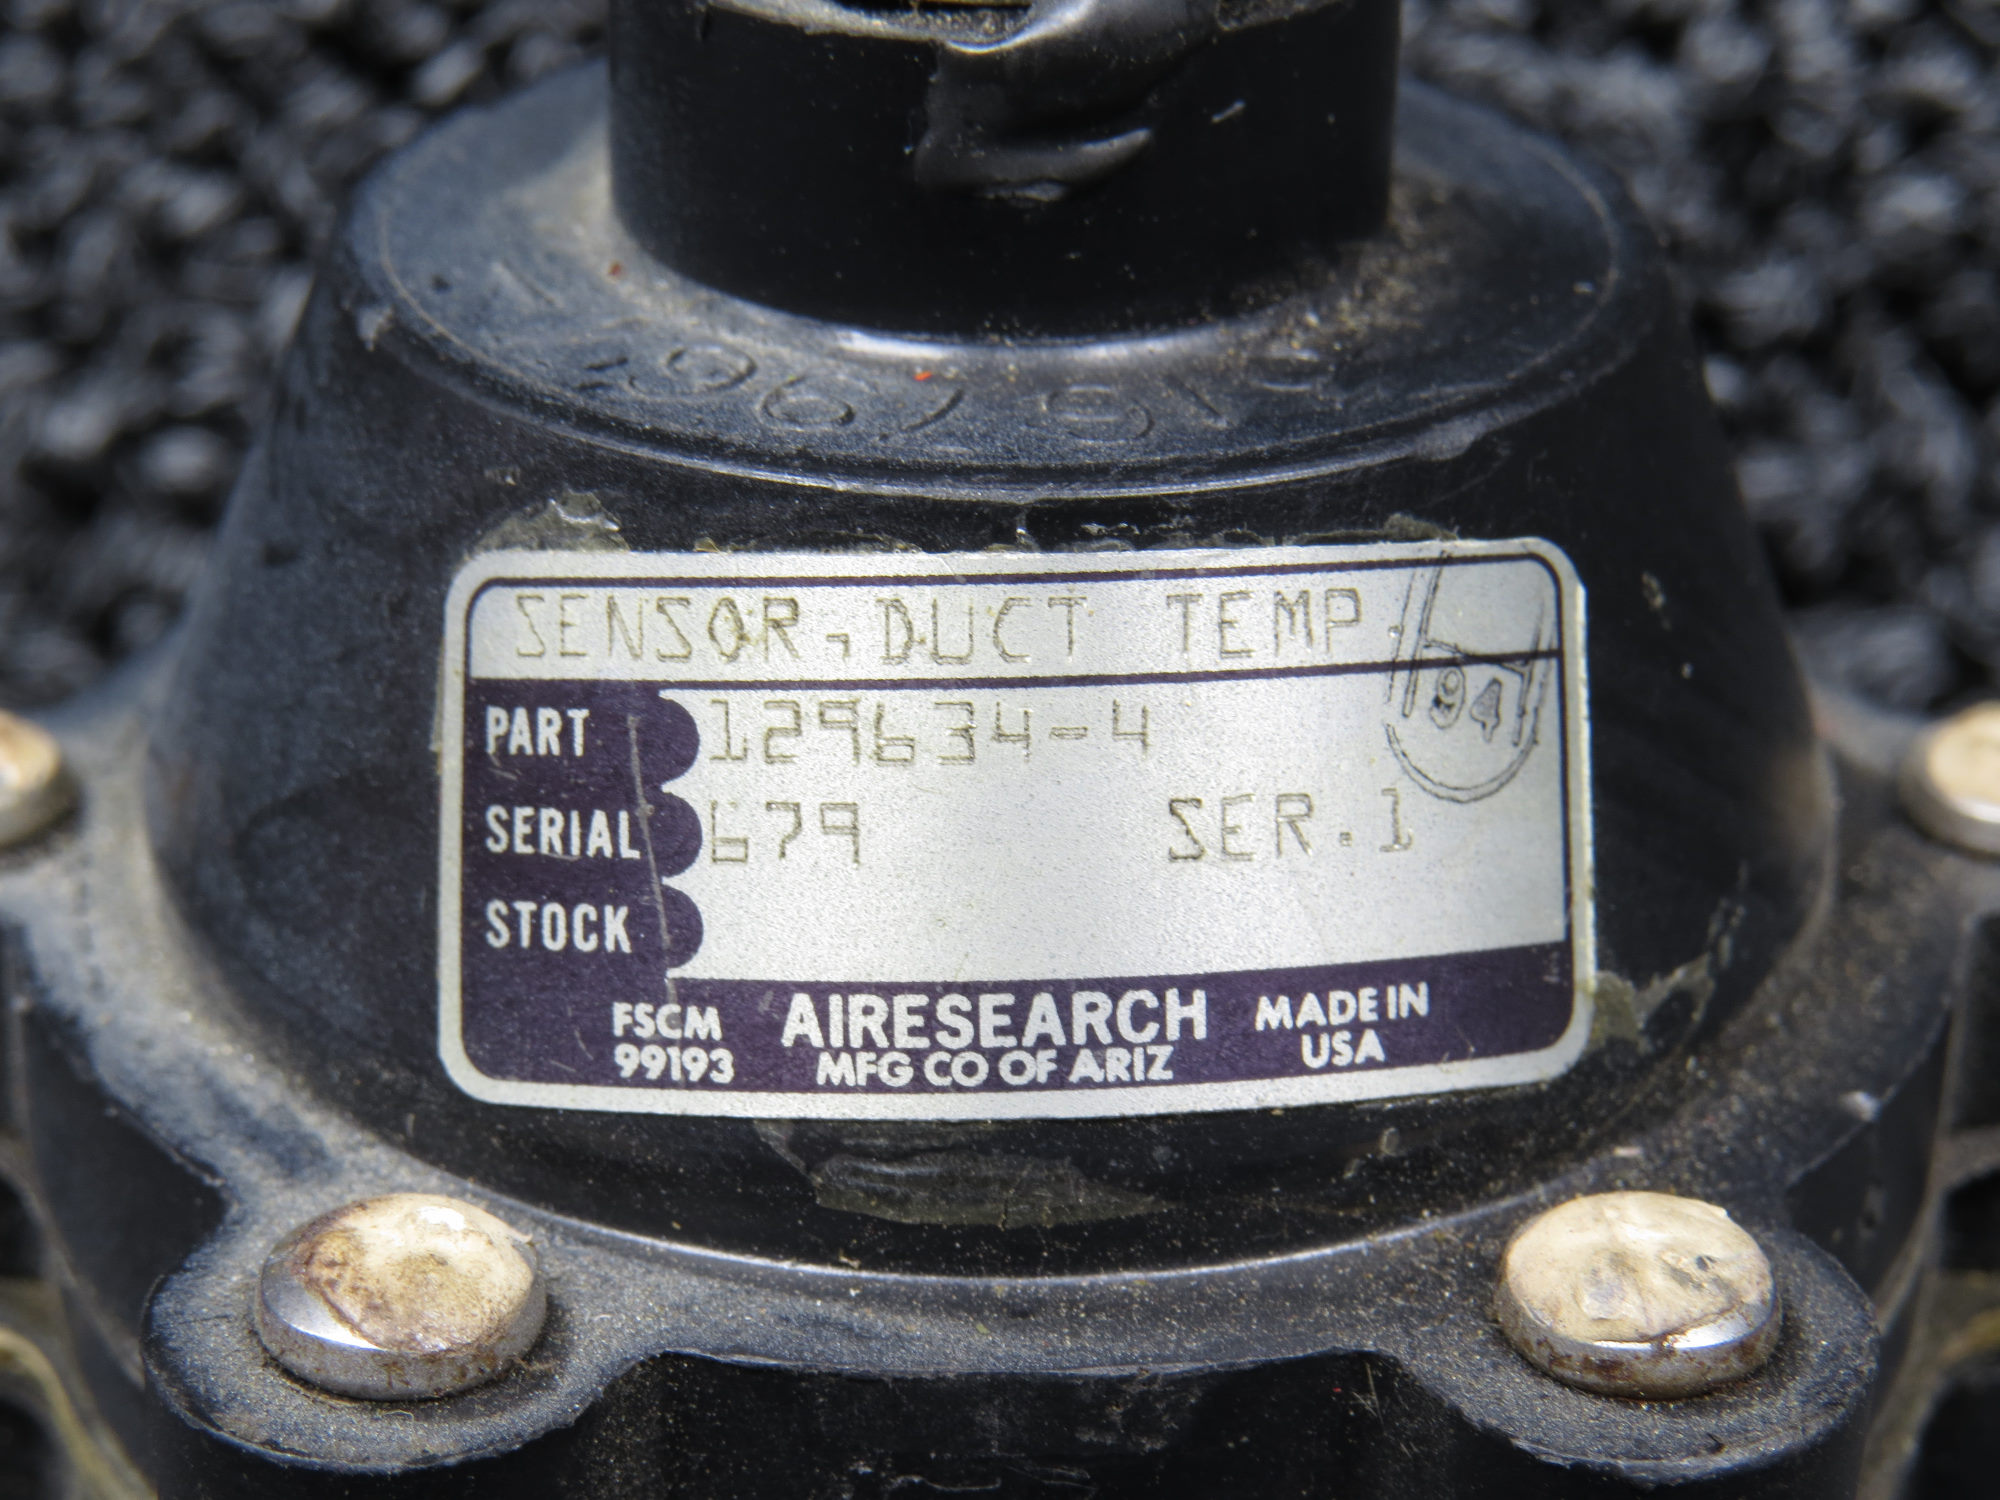 SENSOR, DUCT TEMP.
PART 129634-4
SERIAL 679 SER.1
STOCK
FSCM 99193
AIRESEARCH
MFG CO OF ARIZ
MADE IN USA
94